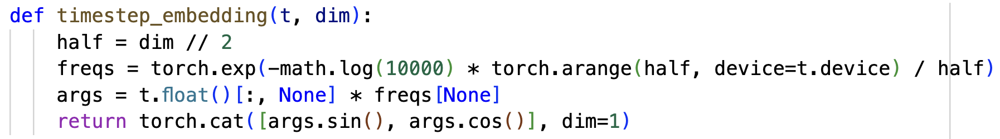 def timestep_embedding(t, dim):
    half = dim // 2
    freqs = torch.exp(-math.log(10000) * torch.arange(half, device=t.device) / half)
    args = t.float()[:, None] * freqs[None]
    return torch.cat([args.sin(), args.cos()], dim=1)